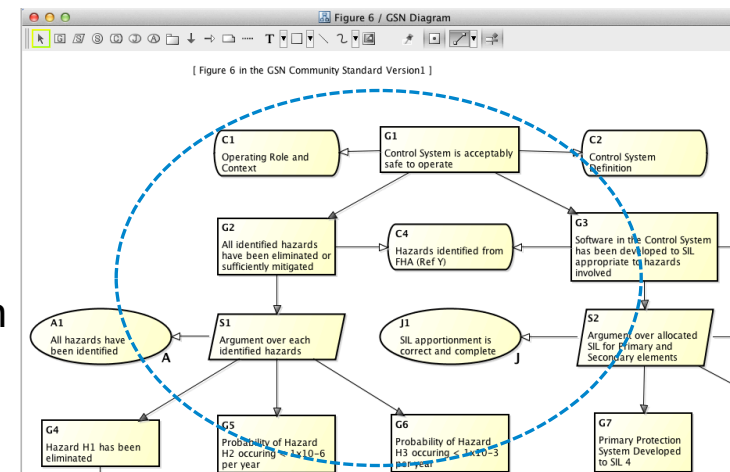 Figure 6 / GSN Diagram
G S C J A T
[ Figure 6 in the GSN Community Standard Version1 ]
C1
Operating Role and
Context
G1
Control System is acceptably
safe to operate
C2
Control System
Definition
G2
All identified hazards
have been eliminated or
sufficiently mitigated
C4
Hazards identified from
FHA (Ref Y)
G3
Software in the Control System
has been developed to SIL
appropriate to hazards
involved
n
A1
All hazards have
been identified
A
S1
Argument over each
identified hazards
J1
SIL apportionment is
correct and complete
J
S2
Argument over allocated
SIL for Primary and
Secondary elements
G4
Hazard H1 has been
eliminated
G5
Probability of Hazard
H2 occuring < 1x10-6
per year
G6
Probability of Hazard
H3 occuring < 1x10-3
per year
G7
Primary Protection
System Developed
to SIL 4